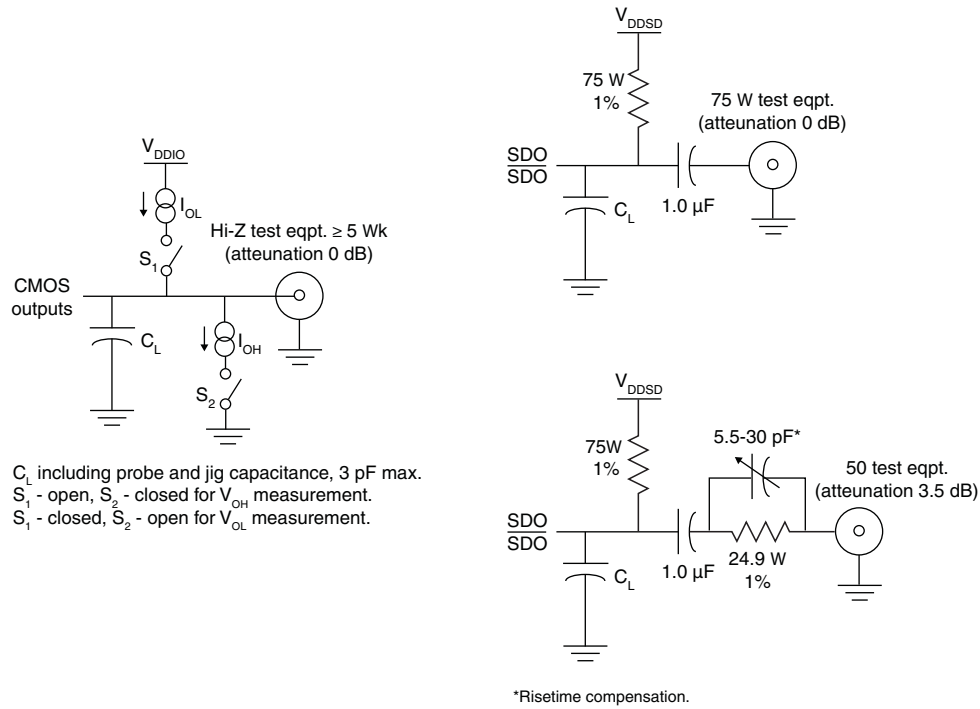 V_DDIO
I_OL
S_1
Hi-Z test eqpt. ≥ 5 Wk
(atteunation 0 dB)
CMOS
outputs
C_L
I_OH
S_2
C_L including probe and jig capacitance, 3 pF max.
S_1 - open, S_2 - closed for V_OH measurement.
S_1 - closed, S_2 - open for V_OL measurement.
V_DDSD
75 W
1%
75 W test eqpt.
(atteunation 0 dB)
SDO
SDO
C_L
1.0 µF
V_DDSD
75W
1%
5.5-30 pF*
50 test eqpt.
(atteunation 3.5 dB)
SDO
SDO
C_L
1.0 µF
24.9 W
1%
*Risetime compensation.